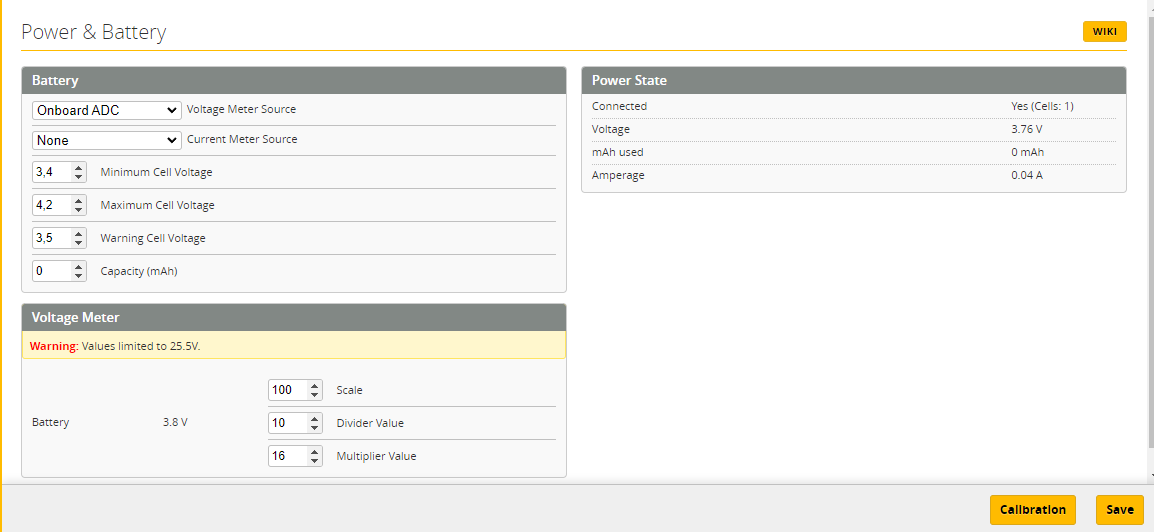 Power & Battery
WIKI
Battery
Onboard ADC Voltage Meter Source
None Current Meter Source
3,4 Minimum Cell Voltage
4,2 Maximum Cell Voltage
3,5 Warning Cell Voltage
0 Capacity (mAh)
Power State
Connected Yes (Cells: 1)
Voltage 3.76 V
mAh used 0 mAh
Amperage 0.04 A
Voltage Meter
Warning: Values limited to 25.5V.
100 Scale
Battery 3.8 V 10 Divider Value
16 Multiplier Value
Calibration Save